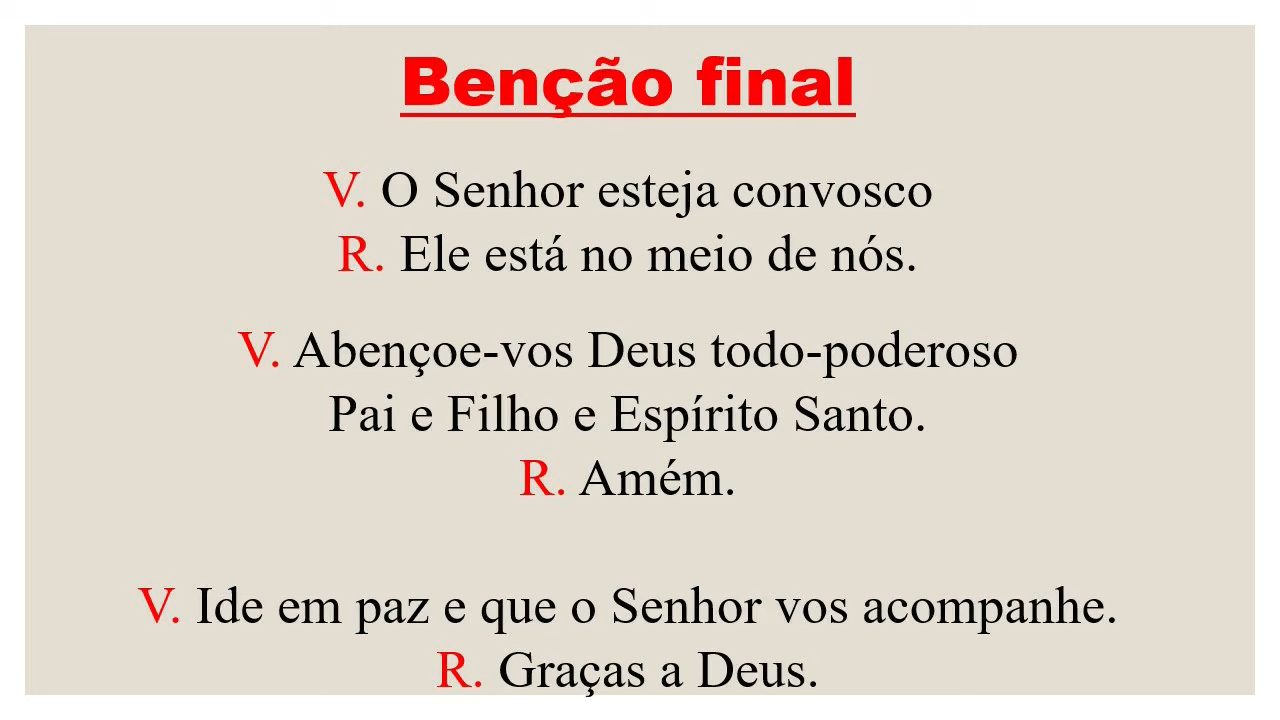 Benção final
V. O Senhor esteja convosco
R. Ele está no meio de nós.
V. Abençoe-vos Deus todo-poderoso
Pai e Filho e Espírito Santo.
R. Amém.
V. Ide em paz e que o Senhor vos acompanhe.
R. Graças a Deus.